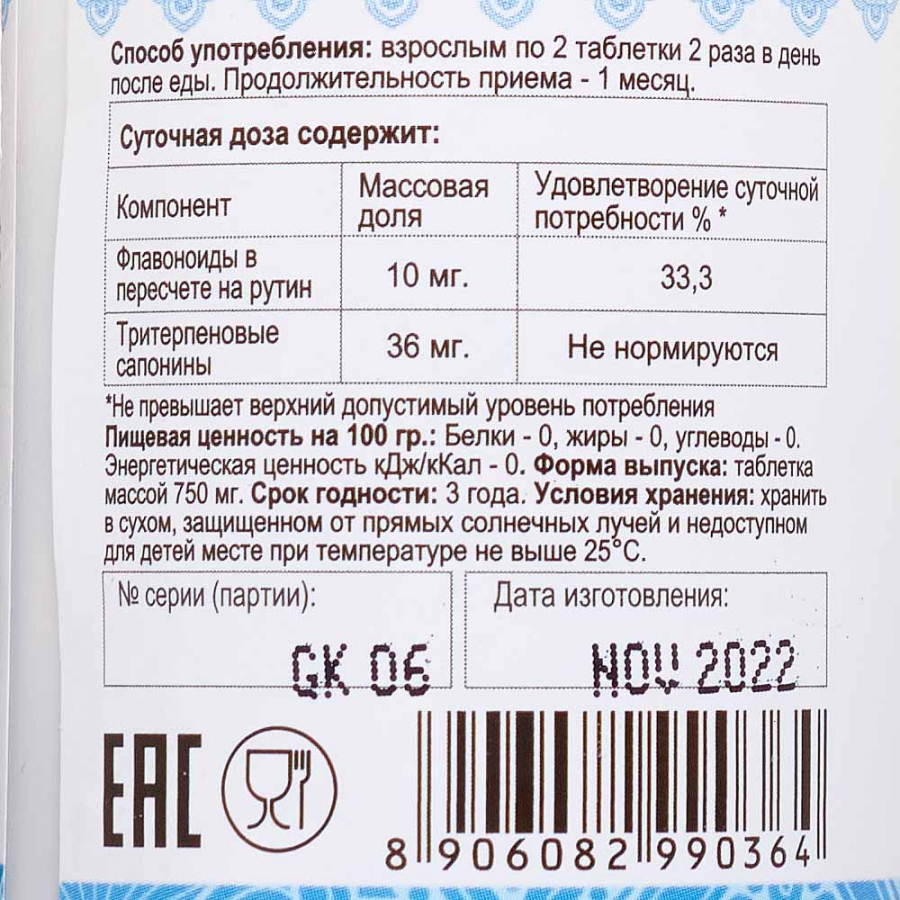 Способ употребления: взрослым по 2 таблетки 2 раза в день
после еды. Продолжительность приема - 1 месяц.
Суточная доза содержит:
Компонент
Массовая
доля
Удовлетворение суточной
потребности % *
Флавоноиды в
пересчете на рутин
10 мг.
33,3
Тритерпеновые
сапонины
36 мг.
Не нормируются
*Не превышает верхний допустимый уровень потребления
Пищевая ценность на 100 гр.: Белки - 0, жиры - 0, углеводы - 0.
Энергетическая ценность кДж/кКал - 0. Форма выпуска: таблетка
массой 750 мг. Срок годности: 3 года. Условия хранения: хранить
в сухом, защищенном от прямых солнечных лучей и недоступном
для детей месте при температуре не выше 25°С.
№ серии (партии):
GK 06
Дата изготовления:
NOV 2022
EAC
8 906082 990364